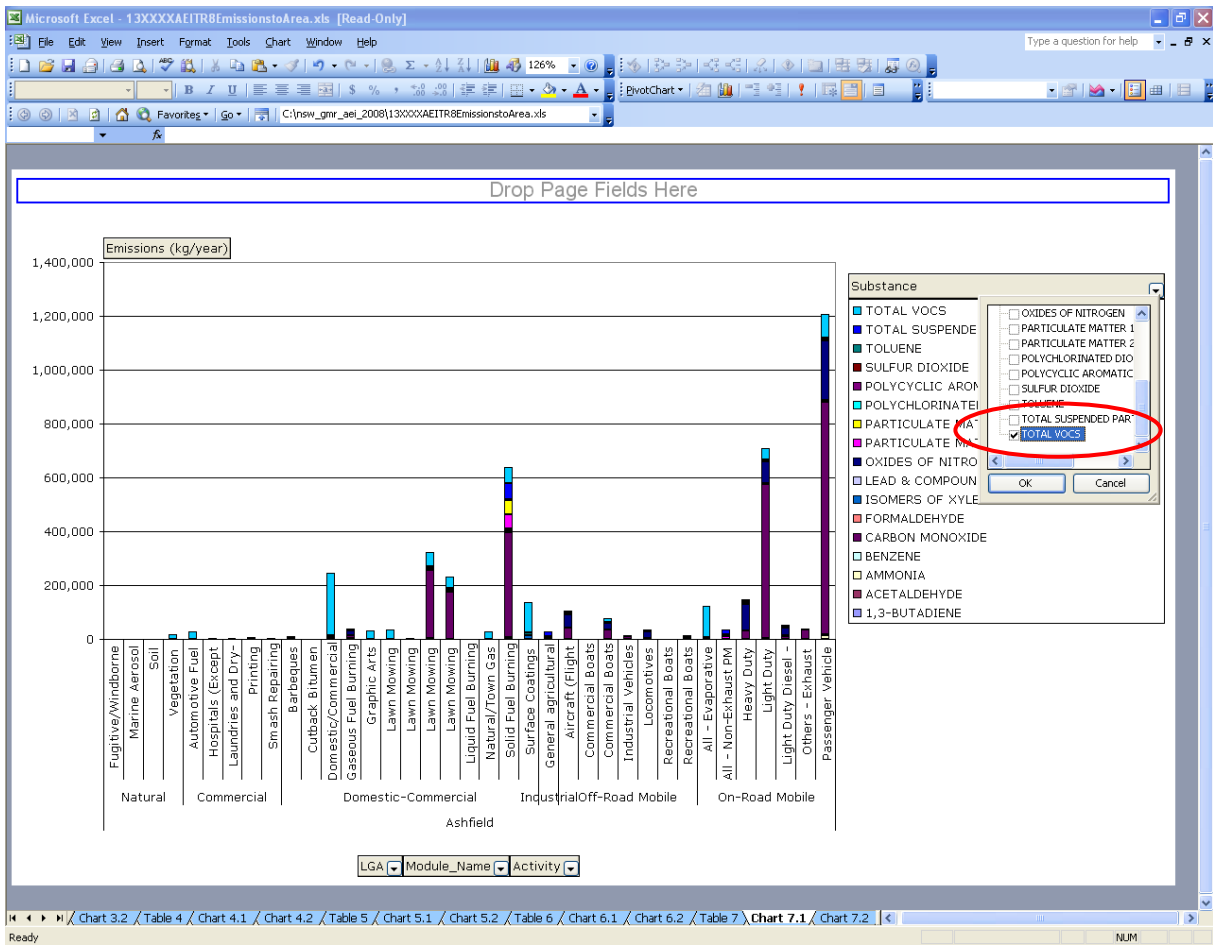 Microsoft Excel - 13XXXXAEITR8EmissionstoArea.xls [Read-Only]
File Edit View Insert Format Tools Chart Window Help
Type a question for help
126%
PivotChart
Favorites Go C:\nsw_gmr_aei_2008\13XXXXAEITR8EmissionstoArea.xls
fx
Drop Page Fields Here
Emissions (kg/year)
1,400,000
1,200,000
1,000,000
800,000
600,000
400,000
200,000
0
Fugitive/Windborne
Marine Aerosol
Soil
Vegetation
Automotive Fuel
Hospitals (Except
Laundries and Dry-
Printing
Smash Repairing
Barbeques
Cutback Bitumen
Domestic/Commercial
Gaseous Fuel Burning
Graphic Arts
Lawn Mowing
Lawn Mowing
Lawn Mowing
Lawn Mowing
Liquid Fuel Burning
Natural/Town Gas
Solid Fuel Burning
Surface Coatings
General agricultural
Aircraft (Flight
Commercial Boats
Commercial Boats
Industrial Vehicles
Locomotives
Recreational Boats
Recreational Boats
All - Evaporative
All - Non-Exhaust PM
Heavy Duty
Light Duty
Light Duty Diesel -
Others - Exhaust
Passenger Vehicle
Natural Commercial Domestic-Commercial Industrial Off-Road Mobile On-Road Mobile
Ashfield
LGA Module_Name Activity
Substance
TOTAL VOCS
TOTAL SUSPENDE
TOLUENE
SULFUR DIOXIDE
POLYCYCLIC AROM
POLYCHLORINATE
PARTICULATE MAT
PARTICULATE MAT
OXIDES OF NITRO
LEAD & COMPOUN
ISOMERS OF XYLE
FORMALDEHYDE
CARBON MONOXIDE
BENZENE
AMMONIA
ACETALDEHYDE
1,3-BUTADIENE
OXIDES OF NITROGEN
PARTICULATE MATTER 1
PARTICULATE MATTER 2
POLYCHLORINATED DIO
POLYCYCLIC AROMATIC
SULFUR DIOXIDE
TOLUENE
TOTAL SUSPENDED PAR
TOTAL VOCS
OK Cancel
Chart 3.2 Table 4 Chart 4.1 Chart 4.2 Table 5 Chart 5.1 Chart 5.2 Table 6 Chart 6.1 Chart 6.2 Table 7 Chart 7.1 Chart 7.2
Ready NUM